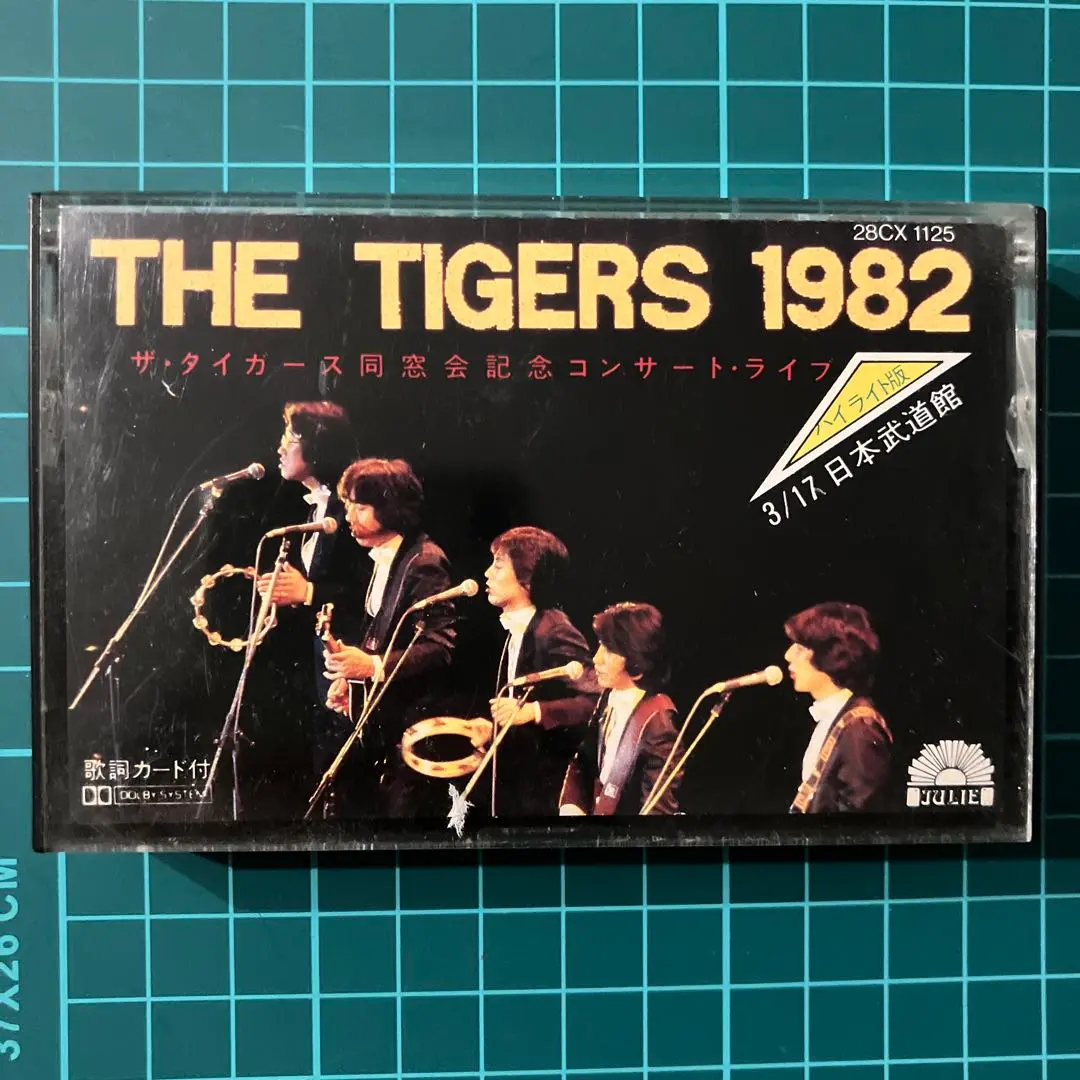 28CX 1125
THE TIGERS 1982
ザ・タイガース同窓会記念コンサート・ライブ
ハイライト版
3/17、日本武道館
歌詞カード付
DOLBY SYSTEM
JULIE
37X26CM